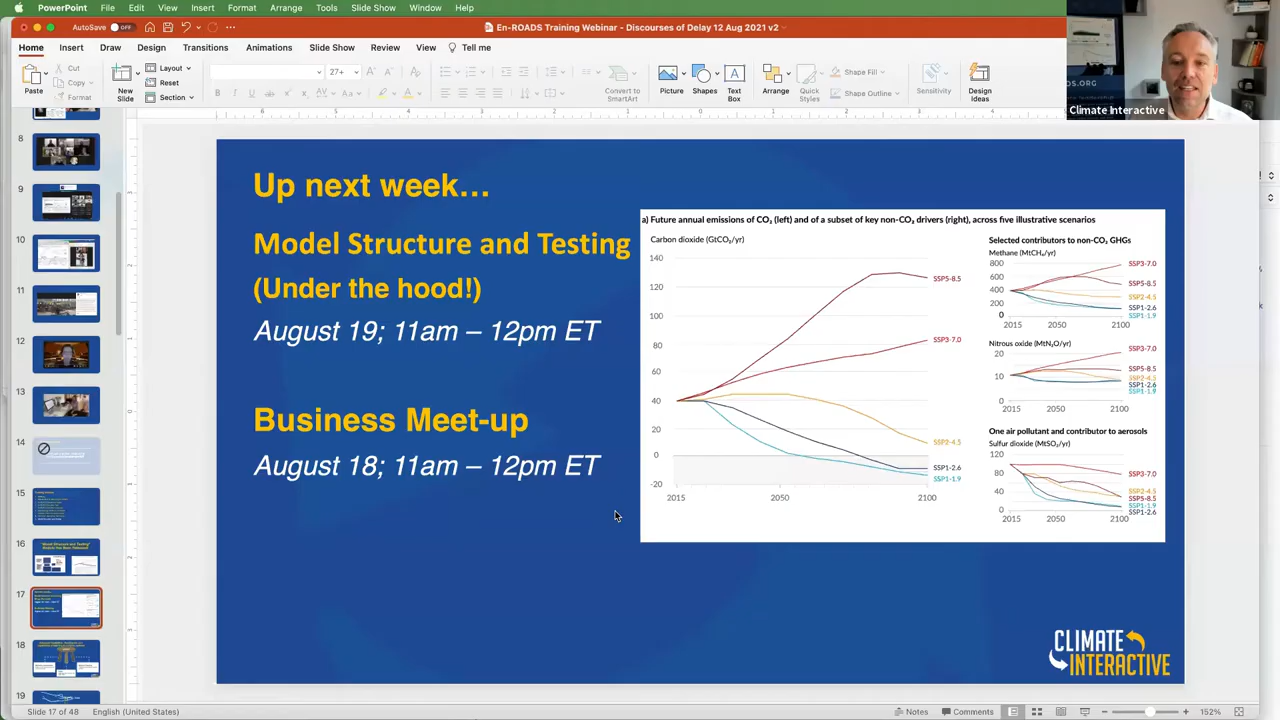 PowerPoint File Edit View Insert Format Arrange Tools Slide Show Window Help
AutoSave OFF En-ROADS Training Webinar - Discourses of Delay 12 Aug 2021 v2
Home Insert Draw Design Transitions Animations Slide Show Review View Tell me
Paste
Cut
Copy
Format
New Slide
Layout
Reset
Section
27+
Convert to SmartArt
Picture
Shapes
Text Box
Arrange
Quick Styles
Shape Fill
Shape Outline
Sensitivity
Design Ideas
Climate Interactive
8
9
10
11
12
13
14
15
16
17
18
19
Up next week…
Model Structure and Testing
(Under the hood!)
August 19; 11am – 12pm ET
Business Meet-up
August 18; 11am – 12pm ET
a) Future annual emissions of CO₂ (left) and of a subset of key non-CO₂ drivers (right), across five illustrative scenarios
Carbon dioxide (GtCO₂/yr)
140
120
100
80
60
40
20
0
-20
2015 2050 2100
SSP5-8.5
SSP3-7.0
SSP2-4.5
SSP1-2.6
SSP1-1.9
Selected contributors to non-CO₂ GHGs
Methane (MtCH₄/yr)
800
600
400
200
0
2015 2050 2100
SSP3-7.0
SSP5-8.5
SSP2-4.5
SSP1-2.6
SSP1-1.9
Nitrous oxide (MtN₂O/yr)
20
10
0
2015 2050 2100
SSP3-7.0
SSP5-8.5
SSP2-4.5
SSP1-2.6
SSP1-1.9
One air pollutant and contributor to aerosols
Sulfur dioxide (MtSO₂/yr)
120
80
40
0
2015 2050 2100
SSP3-7.0
SSP2-4.5
SSP5-8.5
SSP1-1.9
SSP1-2.6
CLIMATE
INTERACTIVE
Slide 17 of 48 English (United States) Notes Comments 152%